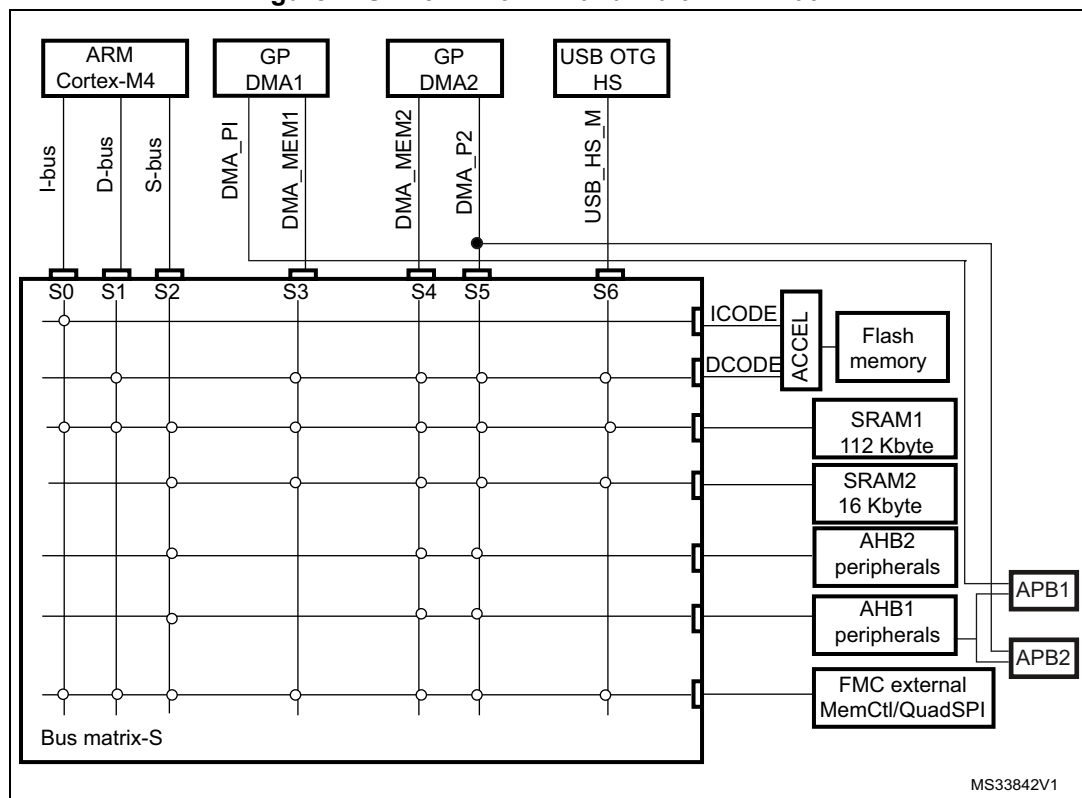 ARM
Cortex-M4
GP
DMA1
GP
DMA2
USB OTG
HS
I-bus
D-bus
S-bus
DMA_PI
DMA_MEM1
DMA_MEM2
DMA_P2
USB_HS_M
S0 S1 S2 S3 S4 S5 S6
ICODE
DCODE
ACCEL
Flash
memory
SRAM1
112 Kbyte
SRAM2
16 Kbyte
AHB2
peripherals
AHB1
peripherals
APB1
APB2
FMC external
MemCtl/QuadSPI
Bus matrix-S
MS33842V1